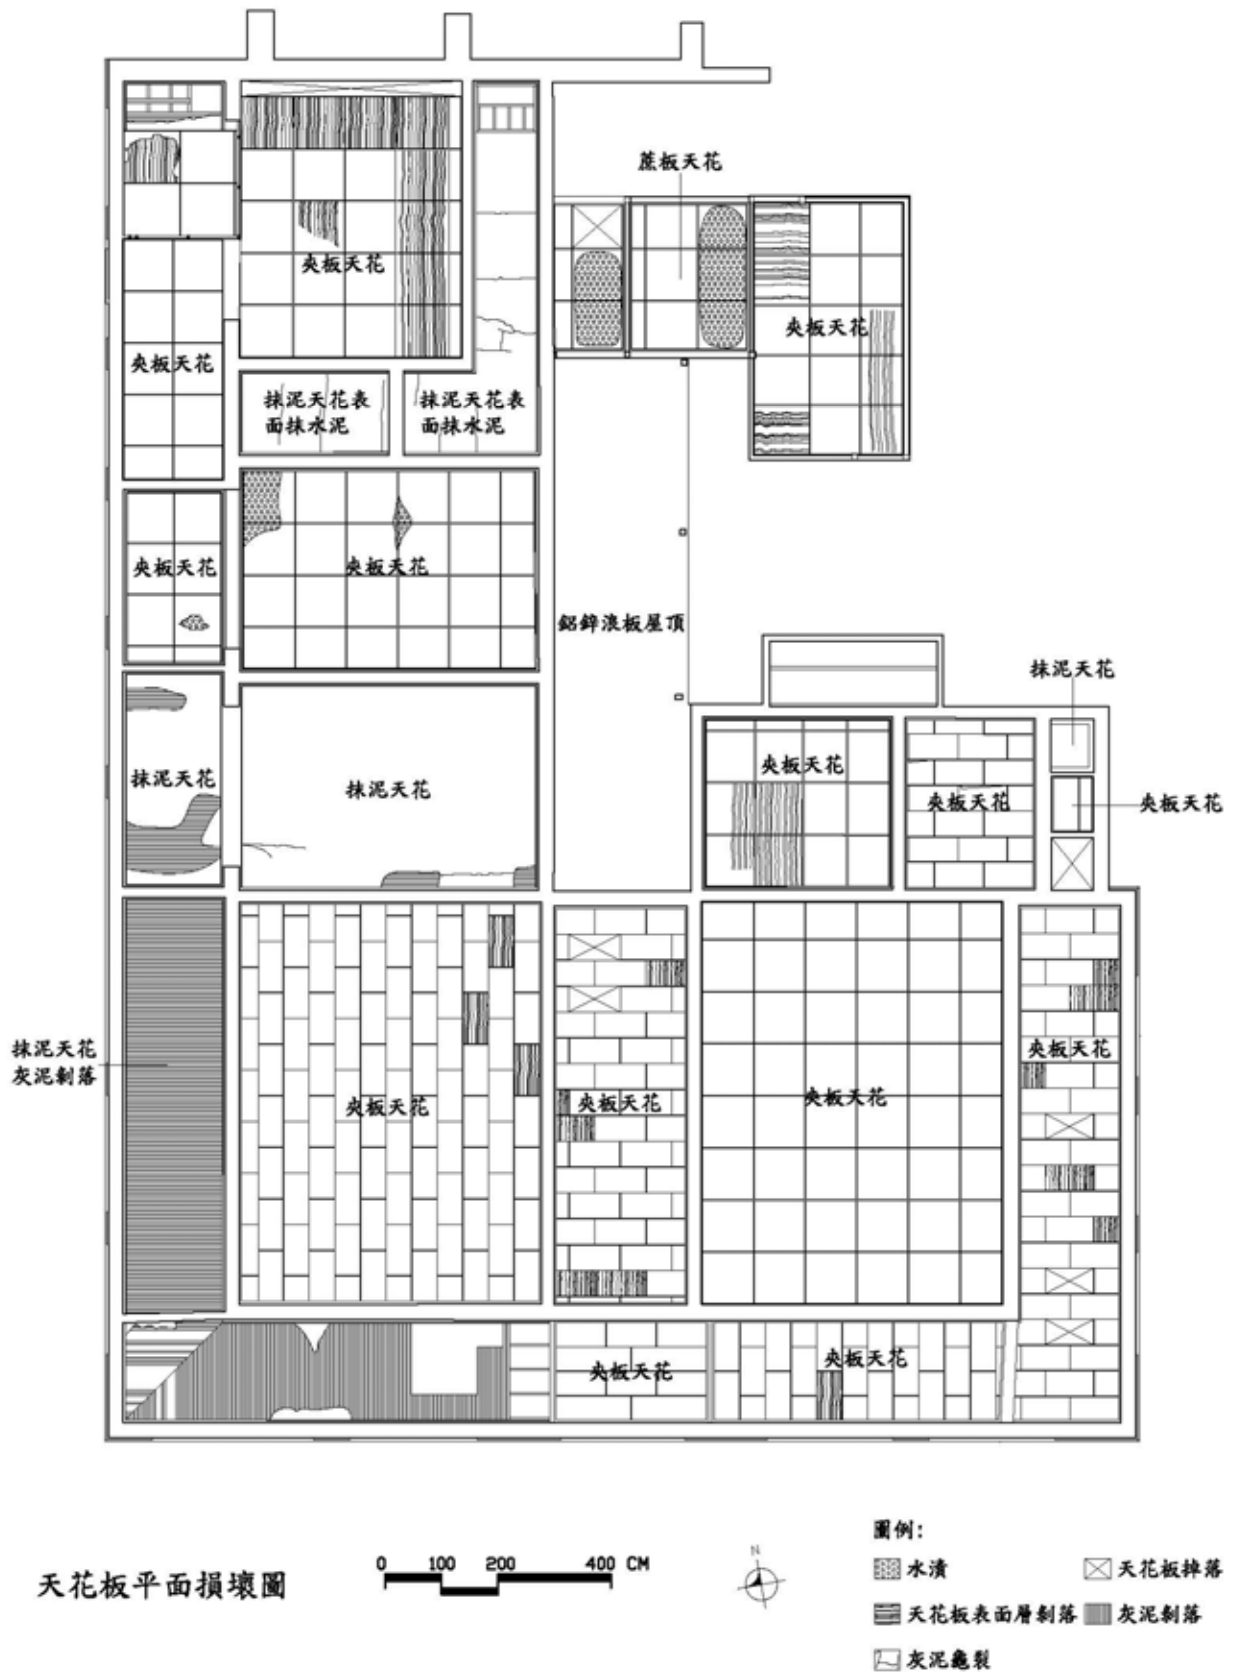 蔗板天花
夾板天花
夾板天花
夾板天花
抹泥天花表
面抹水泥
抹泥天花表
面抹水泥
夾板天花
夾板天花
鋁鋅浪板屋頂
抹泥天花
抹泥天花
抹泥天花
夾板天花
夾板天花
夾板天花
抹泥天花
灰泥剝落
夾板天花
夾板天花
夾板天花
夾板天花
夾板天花
夾板天花
天花板平面損壞圖
0 100 200 400 CM
N
圖例：
水漬
天花板掉落
天花板表面層剝落
灰泥剝落
灰泥龜裂